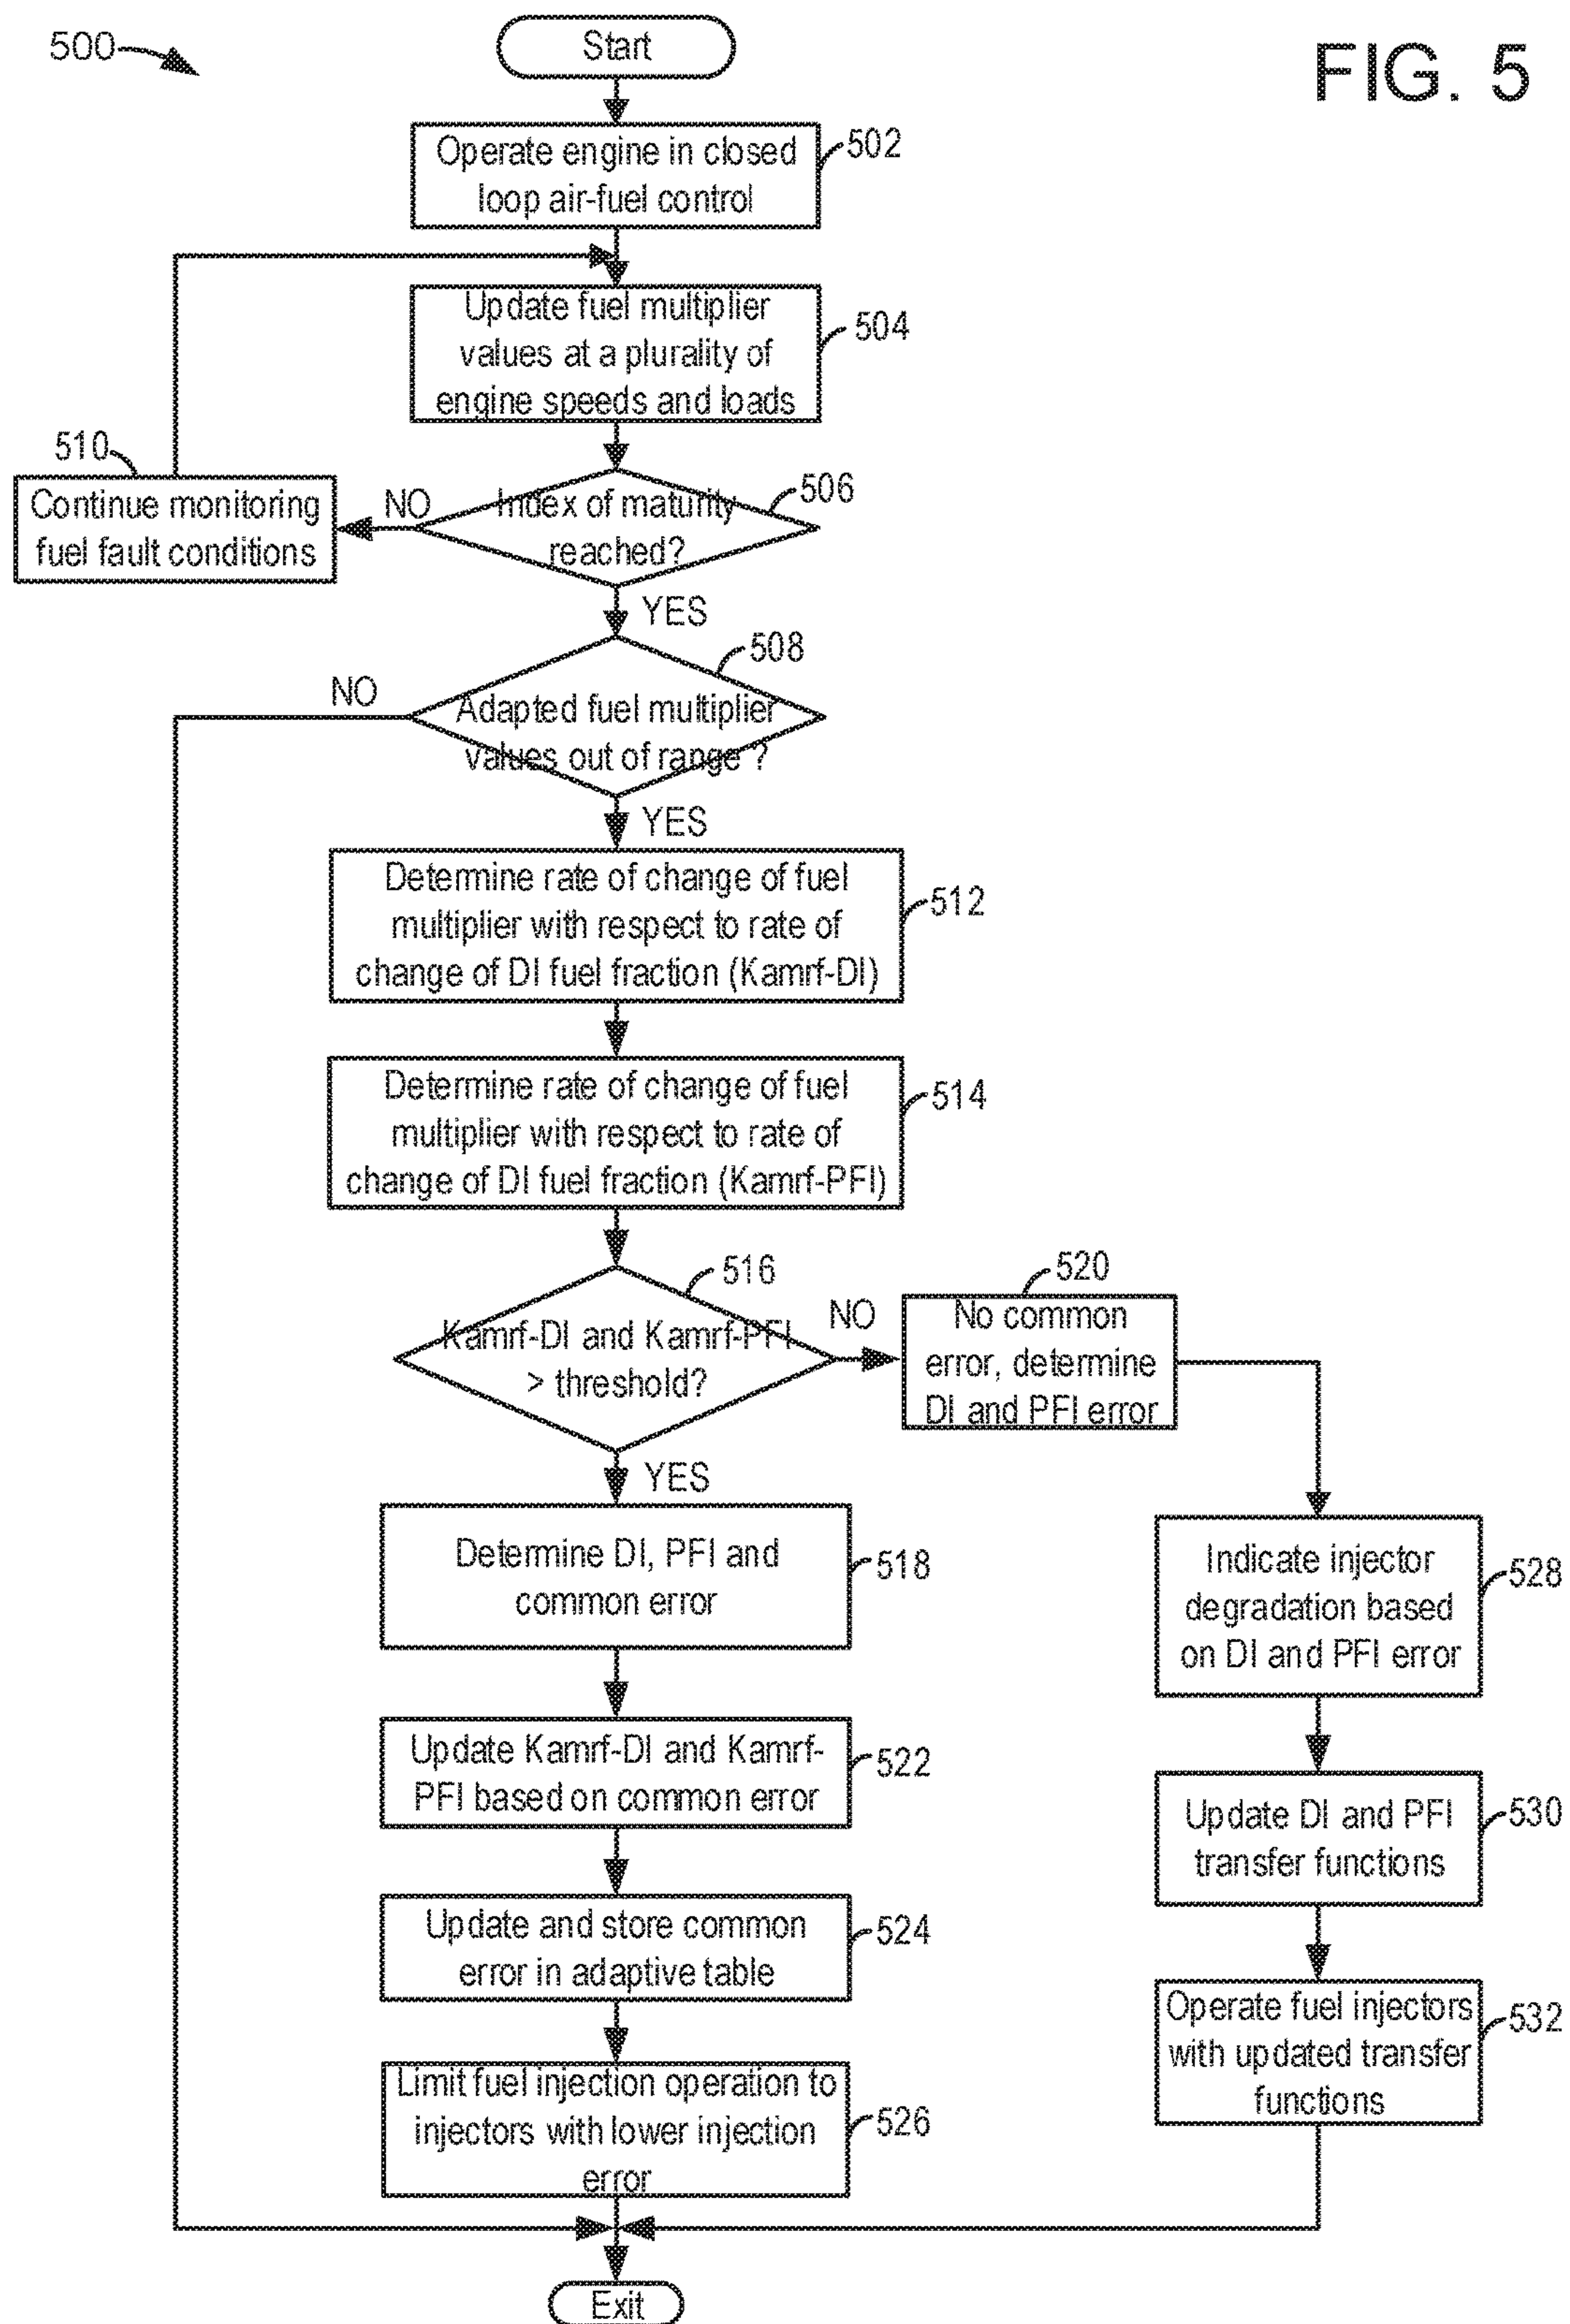 500
Start
FIG. 5
Operate engine in closed
loop air-fuel control
502
Update fuel multiplier
values at a plurality of
engine speeds and loads
504
510
Continue monitoring
fuel fault conditions
NO
Index of maturity
reached?
506
YES
508
NO
Adapted fuel multiplier
values out of range ?
YES
Determine rate of change of fuel
multiplier with respect to rate of
change of DI fuel fraction (Kamrf-DI)
512
Determine rate of change of fuel
multiplier with respect to rate of
change of DI fuel fraction (Kamrf-PFI)
514
516
Kamrf-DI and Kamrf-PFI
> threshold?
NO
520
No common
error, determine
DI and PFI error
YES
Determine DI, PFI and
common error
518
Indicate injector
degradation based
on DI and PFI error
528
Update Kamrf-DI and Kamrf-
PFI based on common error
522
Update DI and PFI
transfer functions
530
Update and store common
error in adaptive table
524
Operate fuel injectors
with updated transfer
functions
532
Limit fuel injection operation to
injectors with lower injection
error
526
Exit